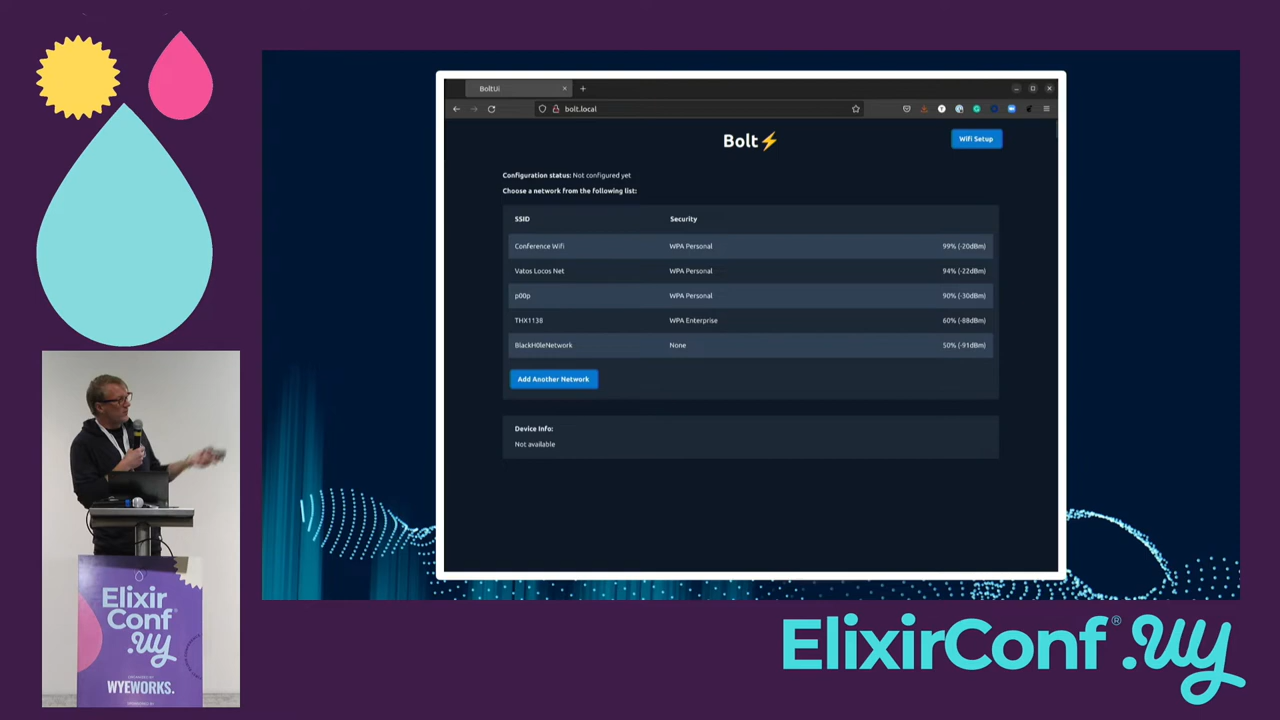 BoltUi
bolt.local
Bolt⚡
Wifi Setup
Configuration status: Not configured yet
Choose a network from the following list:
SSID Security
Conference Wifi WPA Personal 99% (-20dBm)
Vatos Locos Net WPA Personal 94% (-22dBm)
p00p WPA Personal 90% (-30dBm)
THX1138 WPA Enterprise 60% (-88dBm)
BlackH0leNetwork None 50% (-91dBm)
Add Another Network
Device Info:
Not available
Elixir
Conf®
.uy
ORGANIZED BY
WYEWORKS.
ElixirConf®.uy